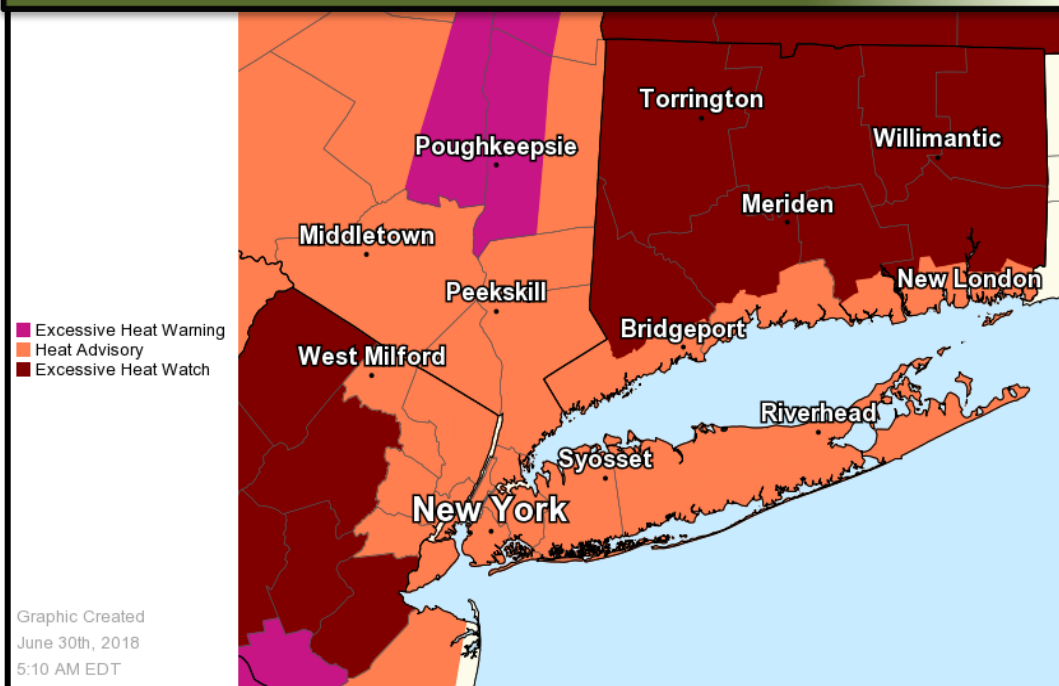 Torrington
Willimantic
Poughkeepsie
Meriden
Middletown
New London
Peekskill
Excessive Heat Warning
Bridgeport
Heat Advisory
West Milford
Excessive Heat Watch
Riverhead
Syosset
New York
Graphic Created
June 30th, 2018
5:10 AM EDT